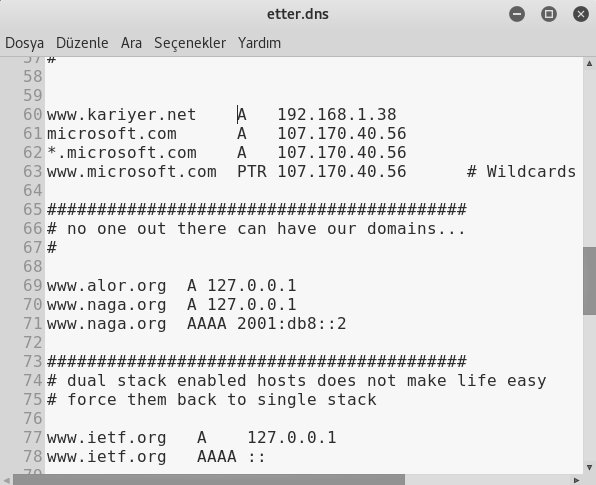 etter.dns
Dosya Düzenle Ara Seçenekler Yardım
57 #
58
59
60 www.kariyer.net    A   192.168.1.38
61 microsoft.com      A   107.170.40.56
62 *.microsoft.com    A   107.170.40.56
63 www.microsoft.com  PTR 107.170.40.56      # Wildcards
64
65 ##########################################
66 # no one out there can have our domains...
67 #
68
69 www.alor.org  A 127.0.0.1
70 www.naga.org  A 127.0.0.1
71 www.naga.org  AAAA 2001:db8::2
72
73 ##########################################
74 # dual stack enabled hosts does not make life easy
75 # force them back to single stack
76
77 www.ietf.org   A    127.0.0.1
78 www.ietf.org   AAAA ::
79